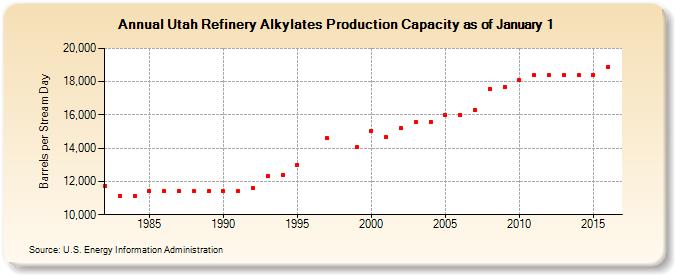 Annual Utah Refinery Alkylates Production Capacity as of January 1
Barrels per Stream Day
20,000
18,000
16,000
14,000
12,000
10,000
1985 1990 1995 2000 2005 2010 2015
Source: U.S. Energy Information Administration